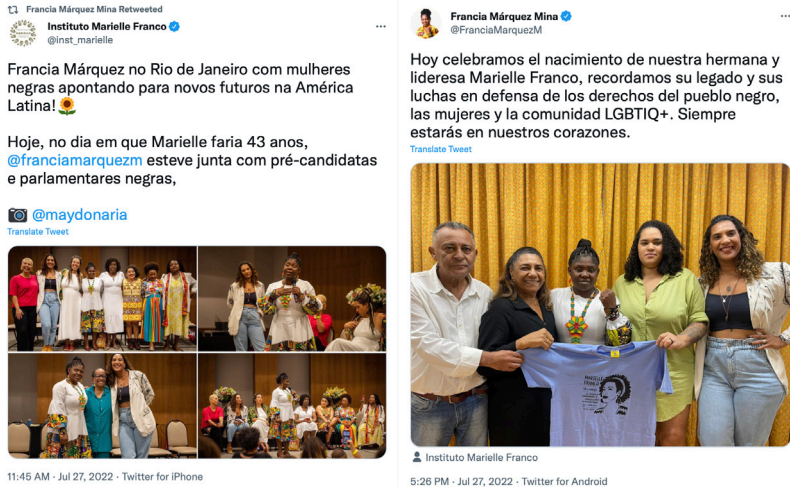 Francia Márquez Mina Retweeted
Instituto Marielle Franco
@inst_marielle
Francia Márquez no Rio de Janeiro com mulheres
negras apontando para novos futuros na América
Latina!🌻
Hoje, no dia em que Marielle faria 43 anos,
@franciamarquezm esteve junta com pré-candidatas
e parlamentares negras,
📷 @maydonaria
Translate Tweet
11:45 AM · Jul 27, 2022 · Twitter for iPhone
Francia Márquez Mina
@FranciaMarquezM
Hoy celebramos el nacimiento de nuestra hermana y
lideresa Marielle Franco, recordamos su legado y sus
luchas en defensa de los derechos del pueblo negro,
las mujeres y la comunidad LGBTIQ+. Siempre
estarás en nuestros corazones.
Translate Tweet
MARIELLE
FRANCO
Instituto Marielle Franco
5:26 PM · Jul 27, 2022 · Twitter for Android